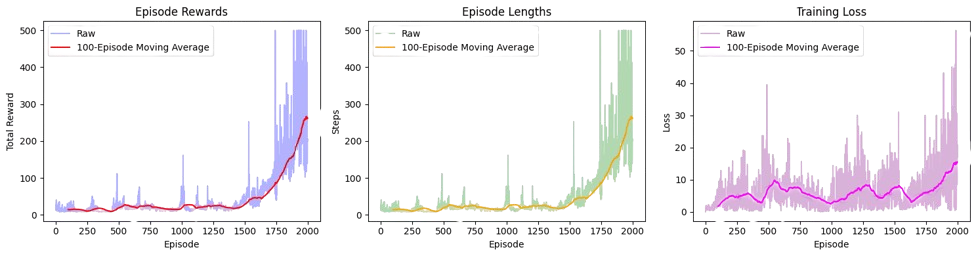 Episode Rewards
Raw
100-Episode Moving Average
Total Reward
500
400
300
200
100
0
0 250 500 750 1000 1250 1500 1750 2000
Episode
Episode Lengths
Raw
100-Episode Moving Average
Steps
500
400
300
200
100
0
0 250 500 750 1000 1250 1500 1750 2000
Episode
Training Loss
Raw
100-Episode Moving Average
Loss
50
40
30
20
10
0
0 250 500 750 1000 1250 1500 1750 2000
Episode